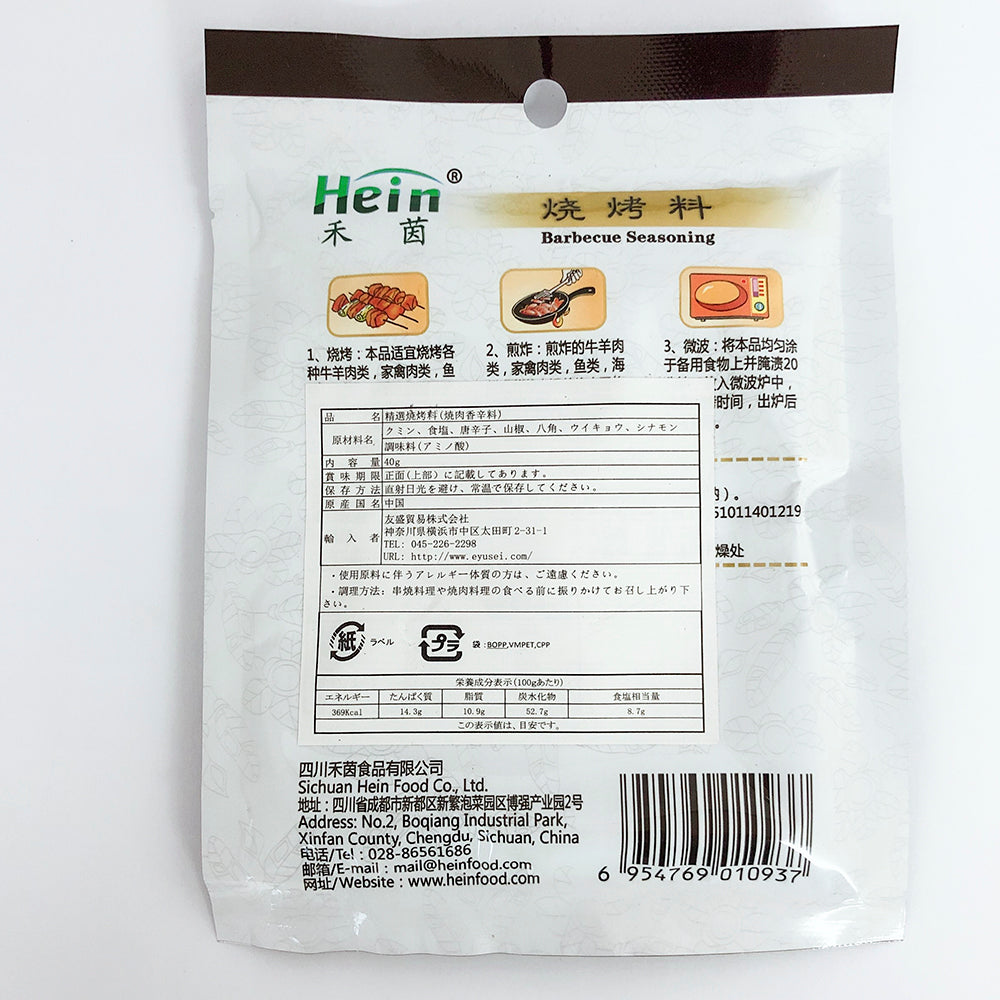 Hein®
禾茵
烧烤料
Barbecue Seasoning
1、烧烤：本品适宜烧烤各
种牛羊肉类，家禽肉类，鱼
2、煎炸：煎炸的牛羊肉
类，家禽肉类，鱼类，海
3、微波：将本品均匀涂
于备用食物上并腌渍20
入微波炉中，
时间，出炉后
。
）。
51011401219
燥处
品名 精選燒烤料(焼肉香辛料)
原材料名 クミン、食塩、唐辛子、山椒、八角、ウイキョウ、シナモン
調味料(アミノ酸)
内容量 40g
賞味期限 正面(上部)に記載してあります。
保存方法 直射日光を避け、常温で保存してください。
原産国名 中国
輸入者 友盛貿易株式会社
神奈川県横浜市中区太田町2-31-1
TEL: 045-226-2298
URL: http://www.eyusei.com/
・使用原料に伴うアレルギー体質の方は、ご遠慮ください。
・調理方法: 串焼料理や焼肉料理の食べる前に振りかけてお召し上がり下
さい。
紙 ラベル プラ 袋:BOPP,VMPET,CPP
栄養成分表示(100gあたり)
エネルギー たんぱく質 脂質 炭水化物 食塩相当量
369Kcal 14.3g 10.9g 52.7g 8.7g
この表示値は、目安です。
四川禾茵食品有限公司
Sichuan Hein Food Co., Ltd.
地址：四川省成都市新都区新繁泡菜园区博强产业园2号
Address: No.2, Boqiang Industrial Park,
Xinfan County, Chengdu, Sichuan, China
电话/Tel：028-86561686
邮箱/E-mail：mail@heinfood.com
网址/Website：www.heinfood.com
6 954769 010937